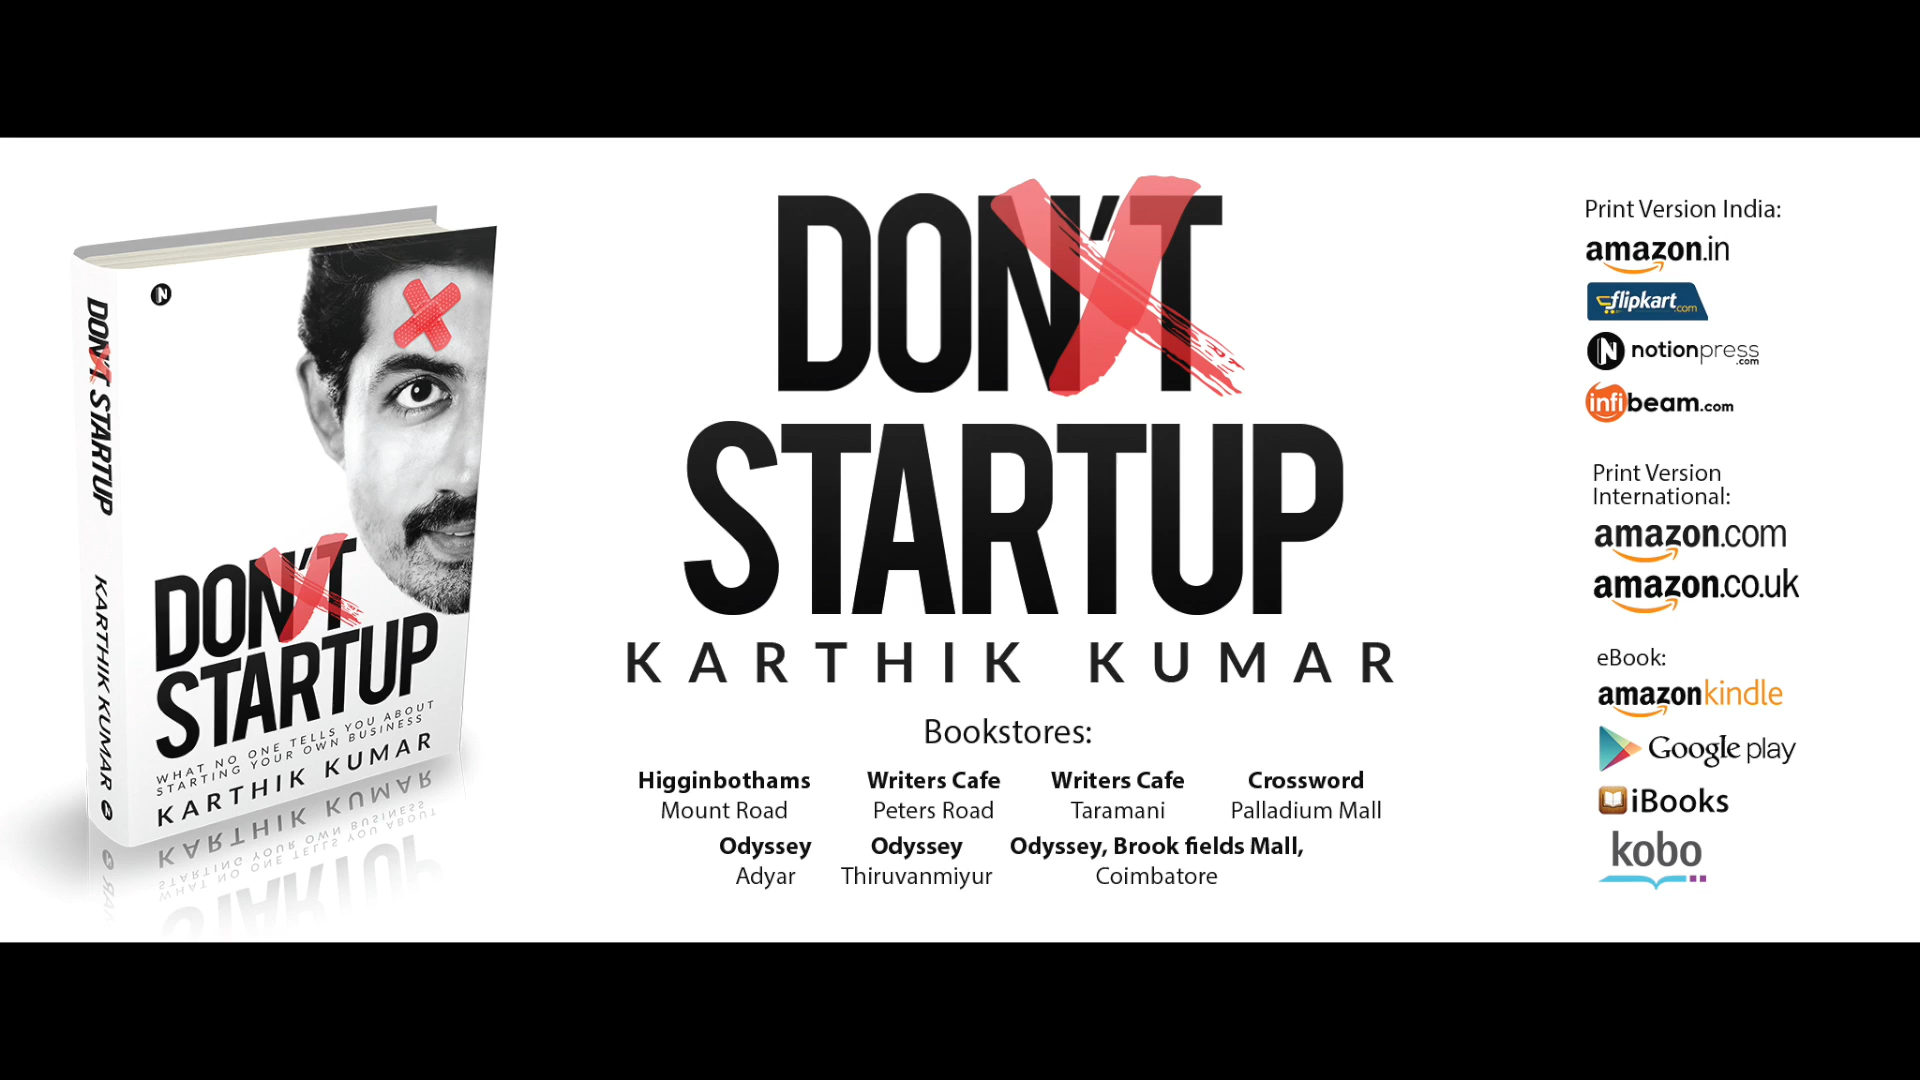 DON'T STARTUP
KARTHIK KUMAR
DON'T
STARTUP
WHAT NO ONE TELLS YOU ABOUT
STARTING YOUR OWN BUSINESS
KARTHIK KUMAR
DON'T
STARTUP
KARTHIK KUMAR
Bookstores:
Higginbothams Writers Cafe Writers Cafe Crossword
Mount Road Peters Road Taramani Palladium Mall
Odyssey Odyssey Odyssey, Brook fields Mall,
Adyar Thiruvanmiyur Coimbatore
Print Version India:
amazon.in
flipkart.com
N notionpress.com
infibeam.com
Print Version
International:
amazon.com
amazon.co.uk
eBook:
amazonkindle
Google play
iBooks
kobo